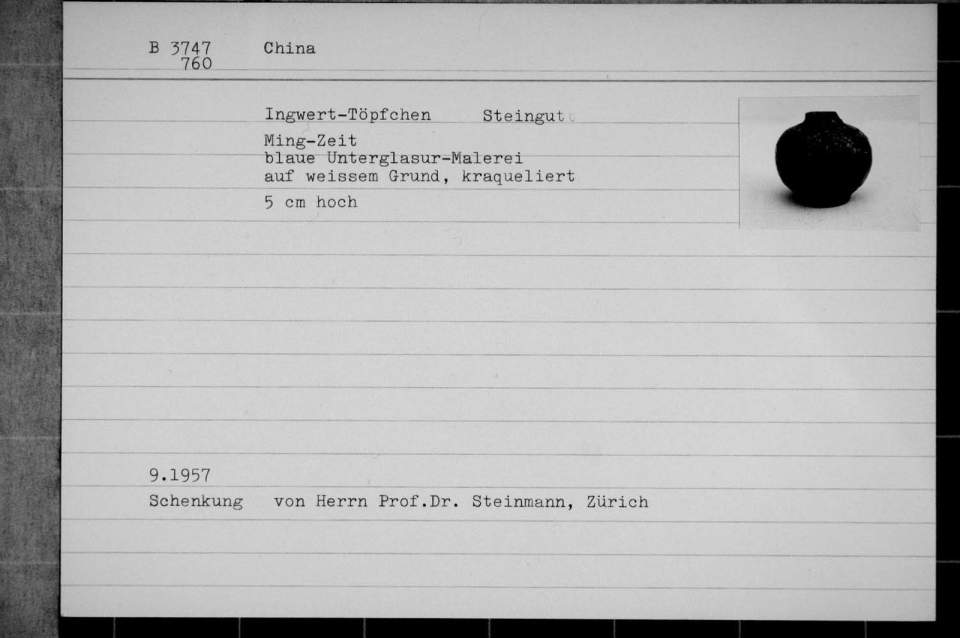 B 3747 China
760
Ingwert-Töpfchen Steingut
Ming-Zeit
blaue Unterglasur-Malerei
auf weissem Grund, kraqueliert
5 cm hoch
9.1957
Schenkung von Herrn Prof.Dr. Steinmann, Zürich